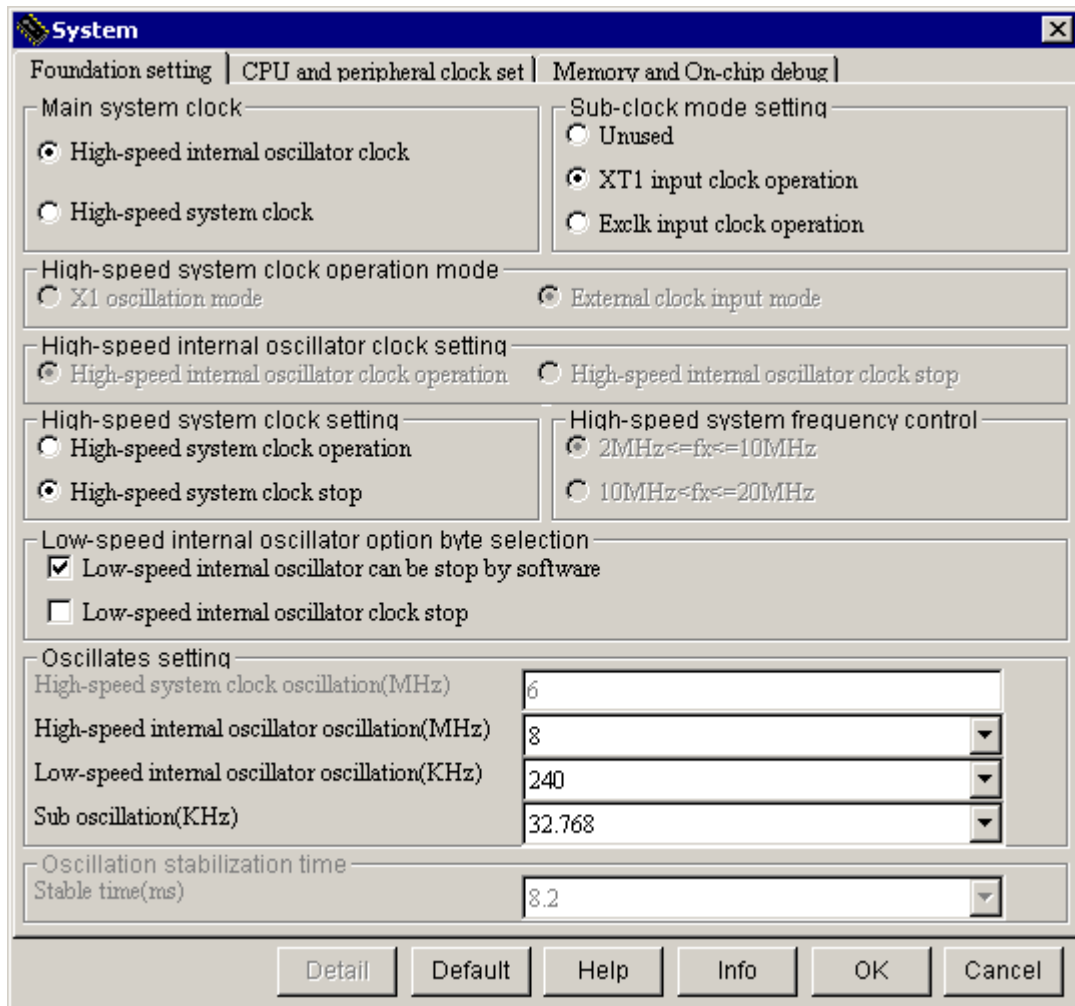 System
Foundation setting
CPU and peripheral clock set
Memory and On-chip debug
Main system clock
High-speed internal oscillator clock
High-speed system clock
Sub-clock mode setting
Unused
XT1 input clock operation
Exclk input clock operation
High-speed system clock operation mode
X1 oscillation mode
External clock input mode
High-speed internal oscillator clock setting
High-speed internal oscillator clock operation
High-speed internal oscillator clock stop
High-speed system clock setting
High-speed system clock operation
High-speed system clock stop
High-speed system frequency control
2MHz<=fx<=10MHz
10MHz<fx<=20MHz
Low-speed internal oscillator option byte selection
Low-speed internal oscillator can be stop by software
Low-speed internal oscillator clock stop
Oscillates setting
High-speed system clock oscillation(MHz)
6
High-speed internal oscillator oscillation(MHz)
8
Low-speed internal oscillator oscillation(KHz)
240
Sub oscillation(KHz)
32.768
Oscillation stabilization time
Stable time(ms)
8.2
Detail
Default
Help
Info
OK
Cancel